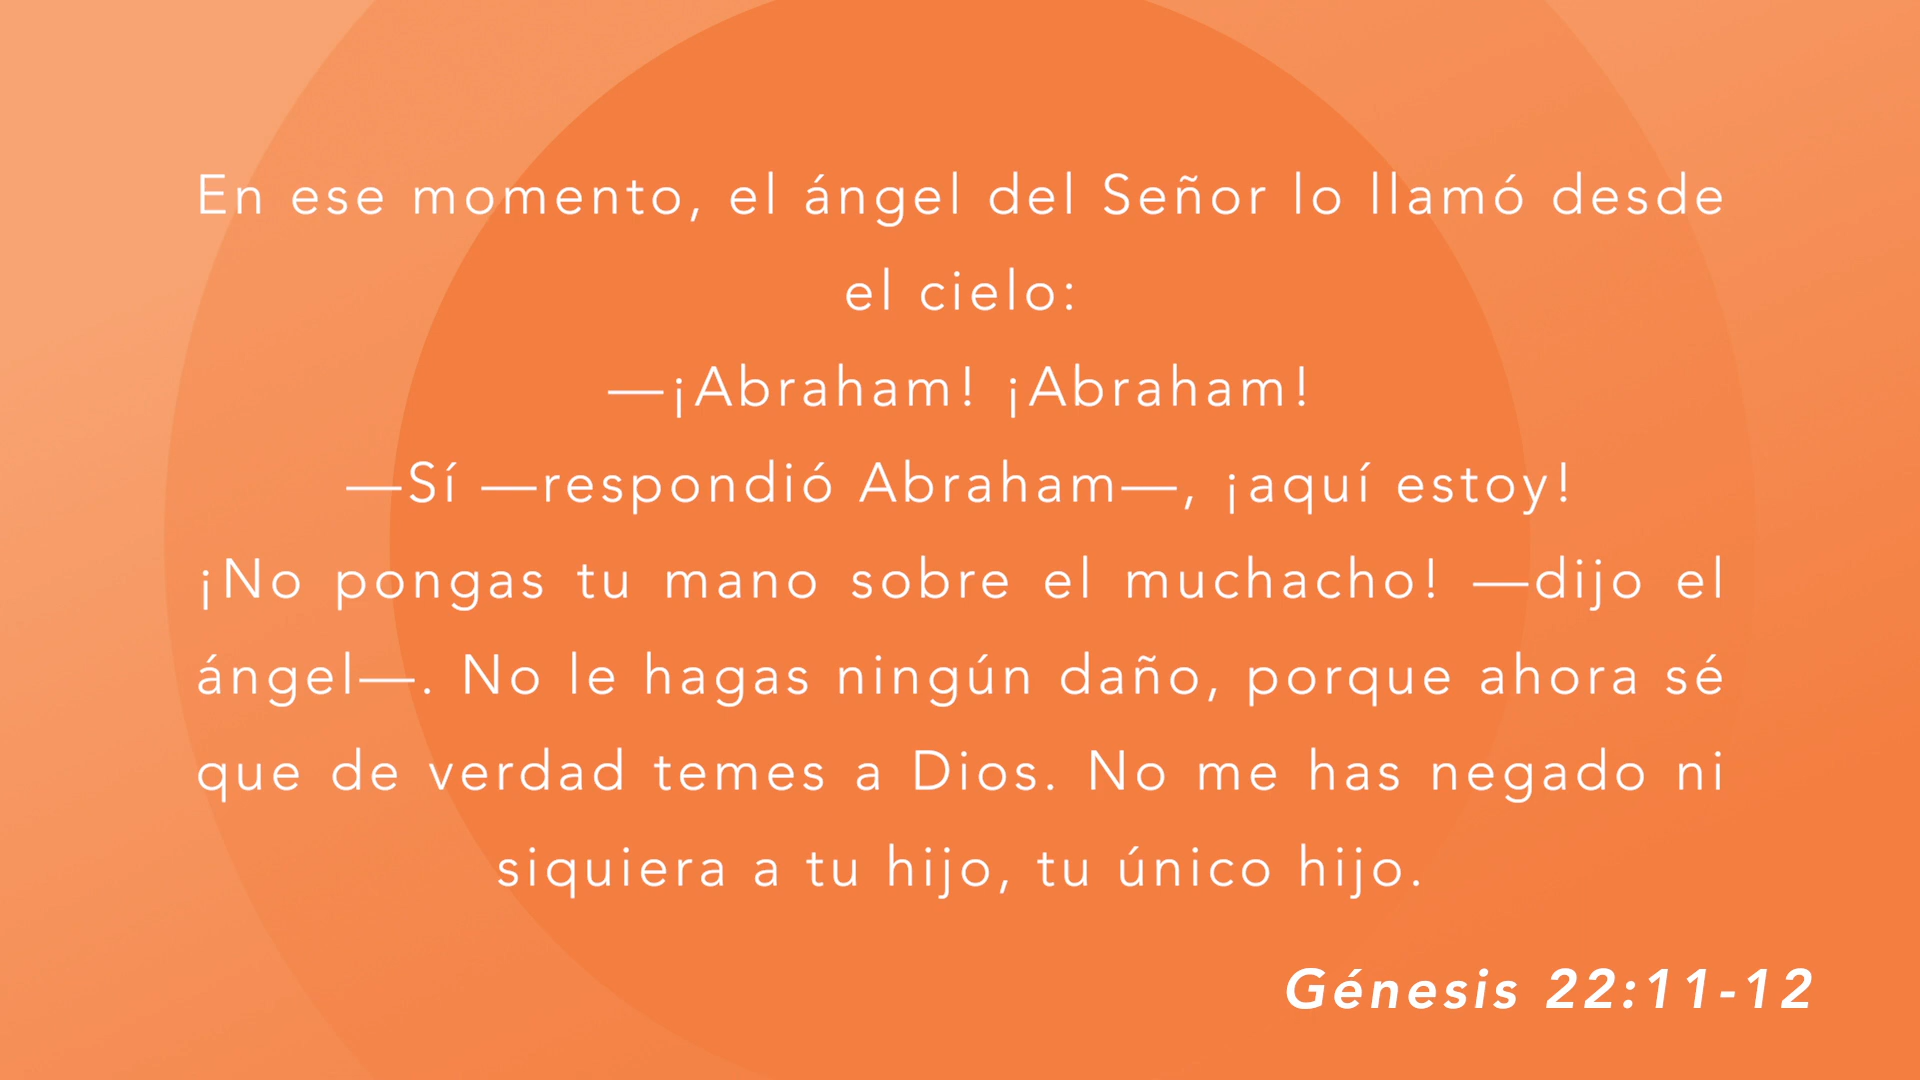 En ese momento, el ángel del Señor lo llamó desde
el cielo:
—¡Abraham! ¡Abraham!
—Sí —respondió Abraham—, ¡aquí estoy!
¡No pongas tu mano sobre el muchacho! —dijo el
ángel—. No le hagas ningún daño, porque ahora sé
que de verdad temes a Dios. No me has negado ni
siquiera a tu hijo, tu único hijo.
Génesis 22:11-12